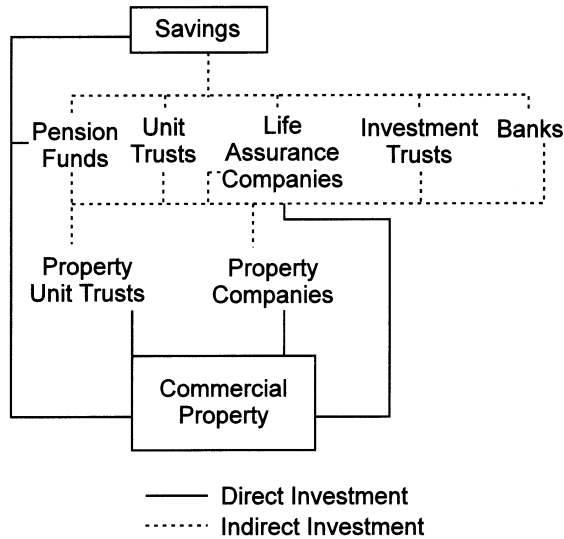 Savings
Pension
Funds
Unit
Trusts
Life
Assurance
Companies
Investment
Trusts
Banks
Property
Unit Trusts
Property
Companies
Commercial
Property
Direct Investment
Indirect Investment